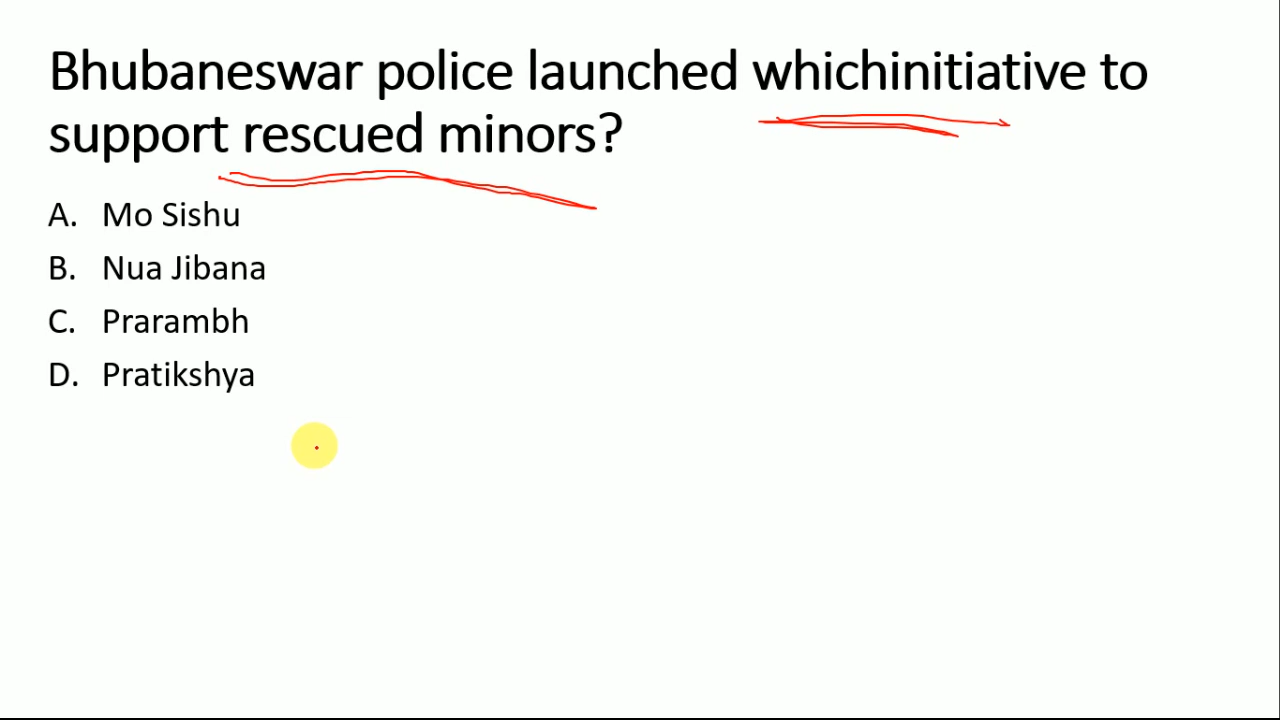 Bhubaneswar police launched whichinitiative to
support rescued minors?
A. Mo Sishu
B. Nua Jibana
C. Prarambh
D. Pratikshya